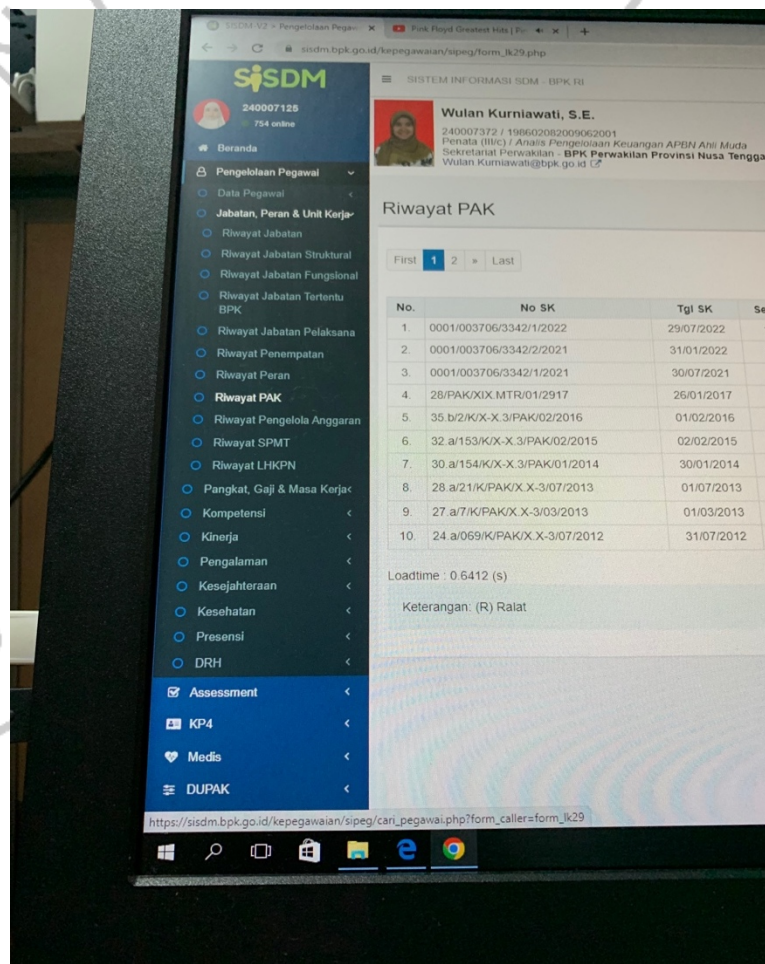 SISDM-V2 > Pengelolaan Pegaw
Pink Floyd Greatest Hits | Pin
sisdm.bpk.go.id/kepegawaian/sipeg/form_lk29.php
SiSDM
SISTEM INFORMASI SDM - BPK RI
240007125
754 online
Wulan Kurniawati, S.E.
240007372 / 198602082009062001
Penata (III/c) / Analis Pengelolaan Keuangan APBN Ahli Muda
Sekretariat Perwakilan - BPK Perwakilan Provinsi Nusa Tengga
Wulan.Kurniawati@bpk.go.id
Beranda
Pengelolaan Pegawai
Data Pegawai
Jabatan, Peran & Unit Kerja
Riwayat Jabatan
Riwayat Jabatan Struktural
Riwayat Jabatan Fungsional
Riwayat Jabatan Tertentu
BPK
Riwayat Jabatan Pelaksana
Riwayat Penempatan
Riwayat Peran
Riwayat PAK
Riwayat Pengelola Anggaran
Riwayat SPMT
Riwayat LHKPN
Pangkat, Gaji & Masa Kerja
Kompetensi
Kinerja
Pengalaman
Kesejahteraan
Kesehatan
Presensi
DRH
Assessment
KP4
Medis
DUPAK
Riwayat PAK
First 1 2 » Last
No. No SK Tgl SK Se
1. 0001/003706/3342/1/2022 29/07/2022
2. 0001/003706/3342/2/2021 31/01/2022
3. 0001/003706/3342/1/2021 30/07/2021
4. 28/PAK/XIX.MTR/01/2917 26/01/2017
5. 35.b/2/K/X-X.3/PAK/02/2016 01/02/2016
6. 32.a/153/K/X-X.3/PAK/02/2015 02/02/2015
7. 30.a/154/K/X-X.3/PAK/01/2014 30/01/2014
8. 28.a/21/K/PAK/X.X-3/07/2013 01/07/2013
9. 27.a/7/K/PAK/X.X-3/03/2013 01/03/2013
10. 24.a/069/K/PAK/X.X-3/07/2012 31/07/2012
Loadtime : 0.6412 (s)
Keterangan: (R) Ralat
https://sisdm.bpk.go.id/kepegawaian/sipeg/cari_pegawai.php?form_caller=form_lk29